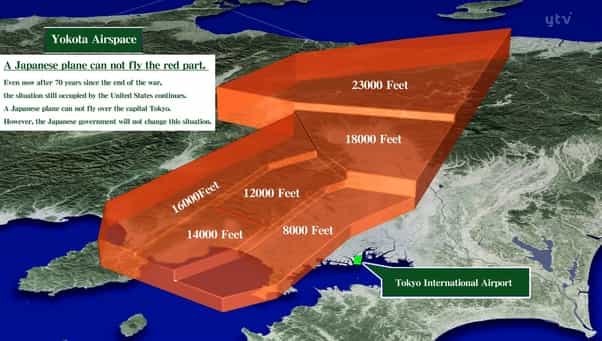 ytv
Yokota Airspace
A Japanese plane can not fly the red part.
Even now after 70 years since the end of the war,
the situation still occupied by the United States continues.
A Japanese plane can not fly over the capital Tokyo.
However, the Japanese government will not change this situation.
23000 Feet
18000 Feet
16000Feet
12000 Feet
14000 Feet
8000 Feet
Tokyo International Airport